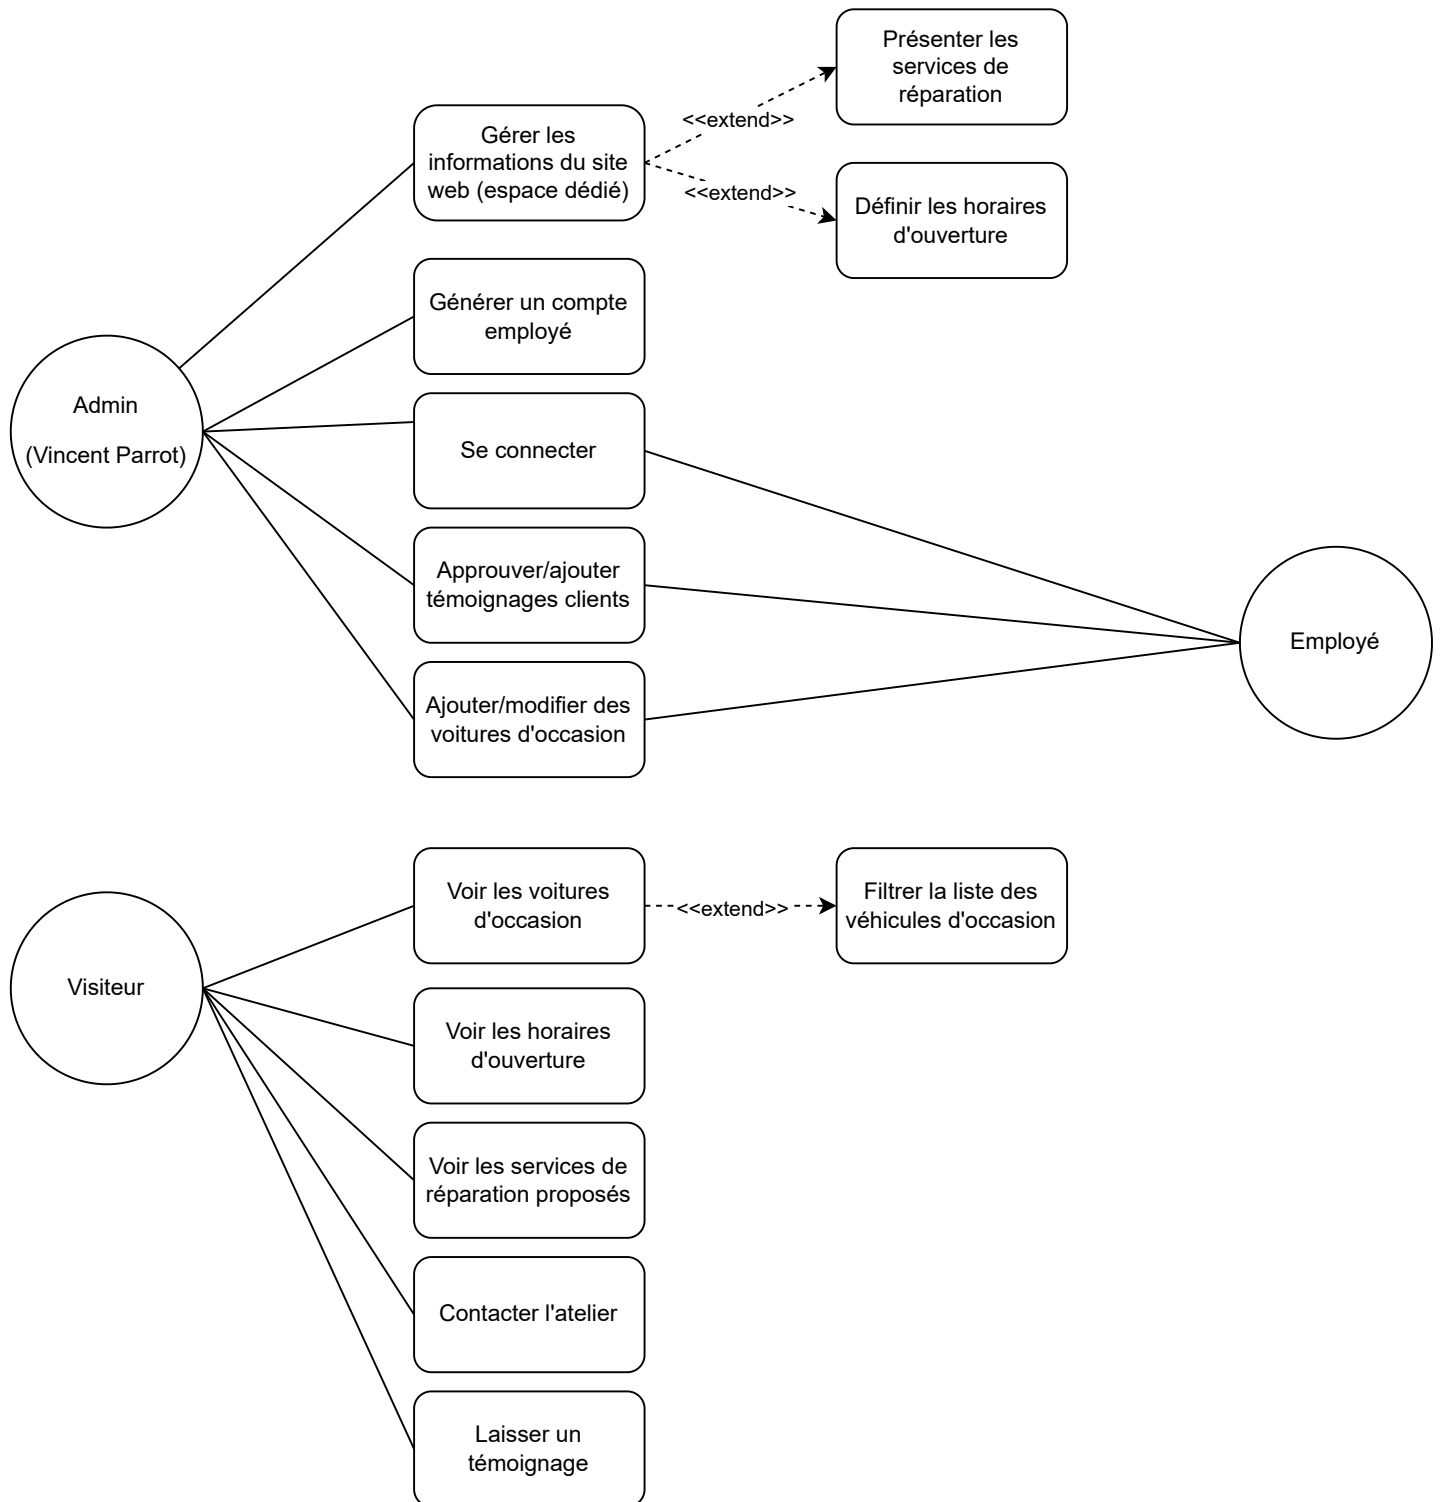 Présenter les
services de
réparation
Gérer les
informations du site
web (espace dédié)
<<extend>>
<<extend>>
Définir les horaires
d'ouverture
Générer un compte
employé
Admin
(Vincent Parrot)
Se connecter
Approuver/ajouter
témoignages clients
Employé
Ajouter/modifier des
voitures d'occasion
Voir les voitures
d'occasion
<<extend>>
Filtrer la liste des
véhicules d'occasion
Visiteur
Voir les horaires
d'ouverture
Voir les services de
réparation proposés
Contacter l'atelier
Laisser un
témoignage